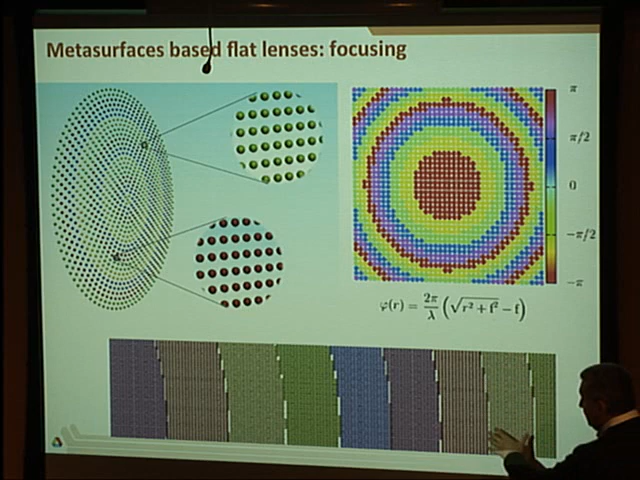 Metasurfaces based flat lenses: focusing
π
π/2
0
−π/2
−π
φ(r) = 2π/λ (√r² + f² − f)